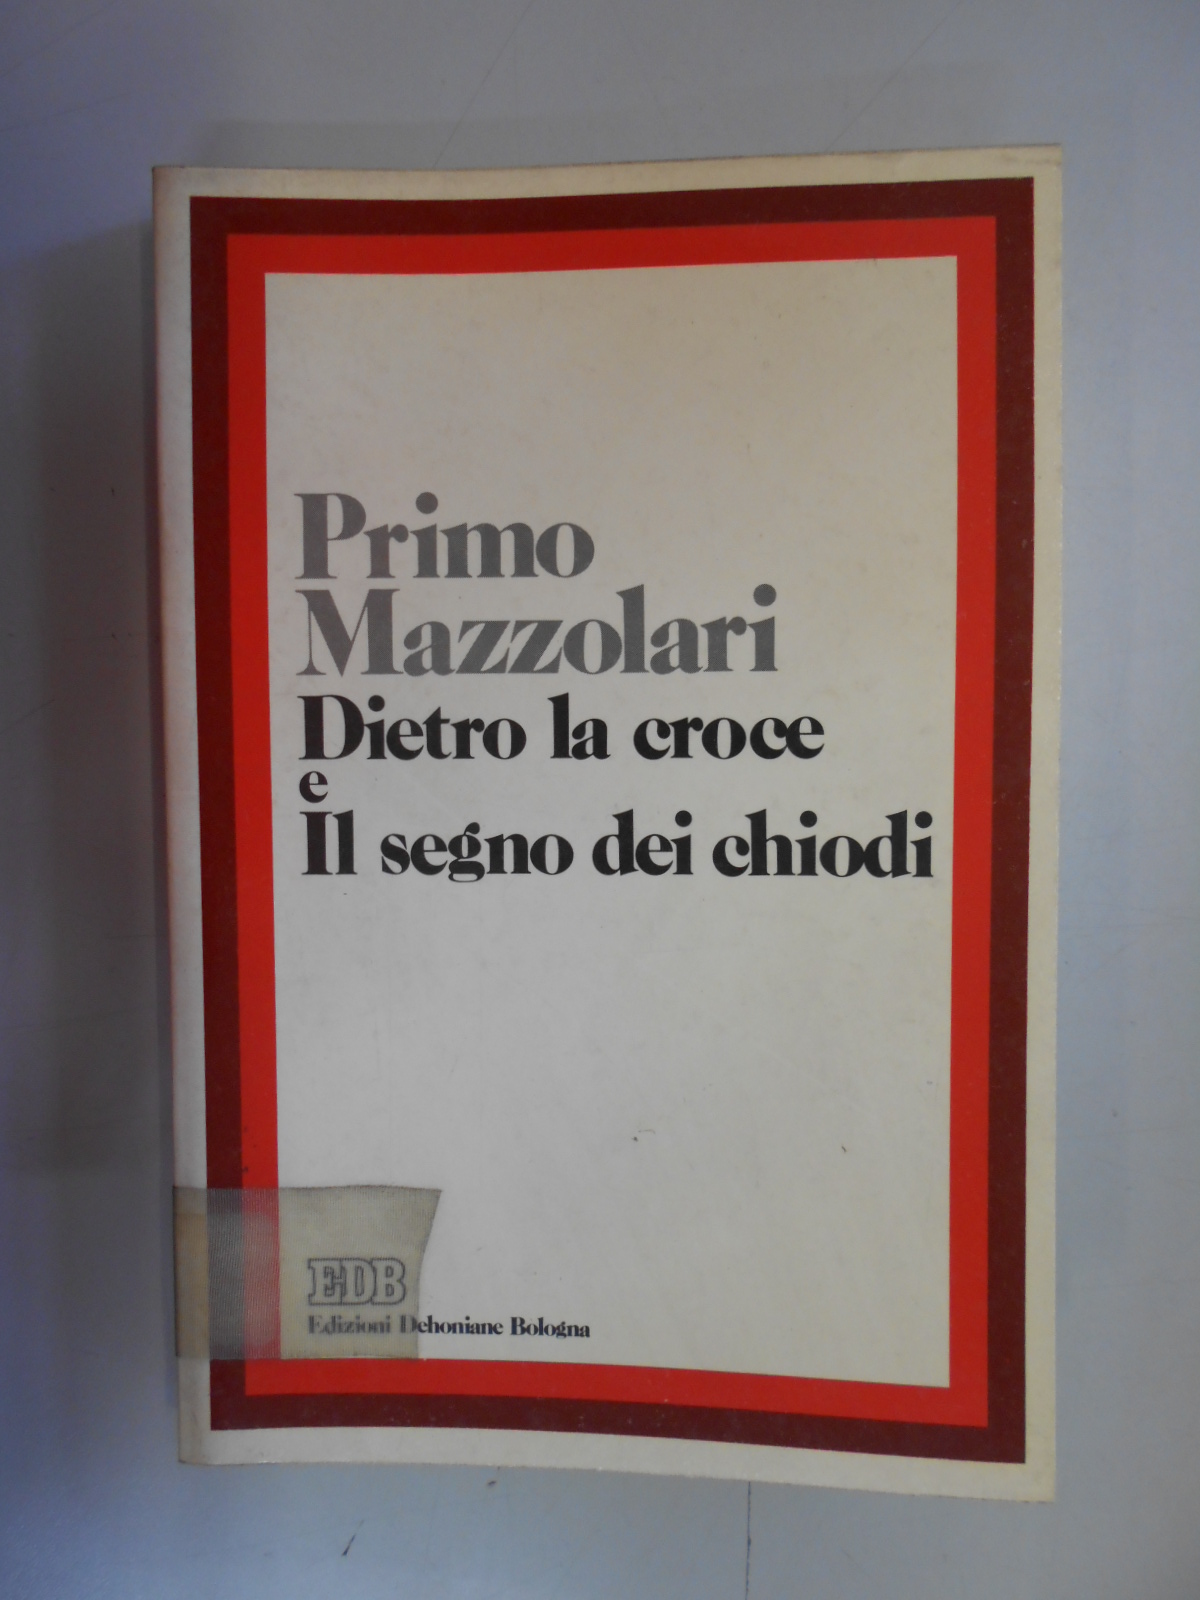 Primo
Mazzolari
Dietro la croce
e
Il segno dei chiodi
EDB
Edizioni Dehoniane Bologna